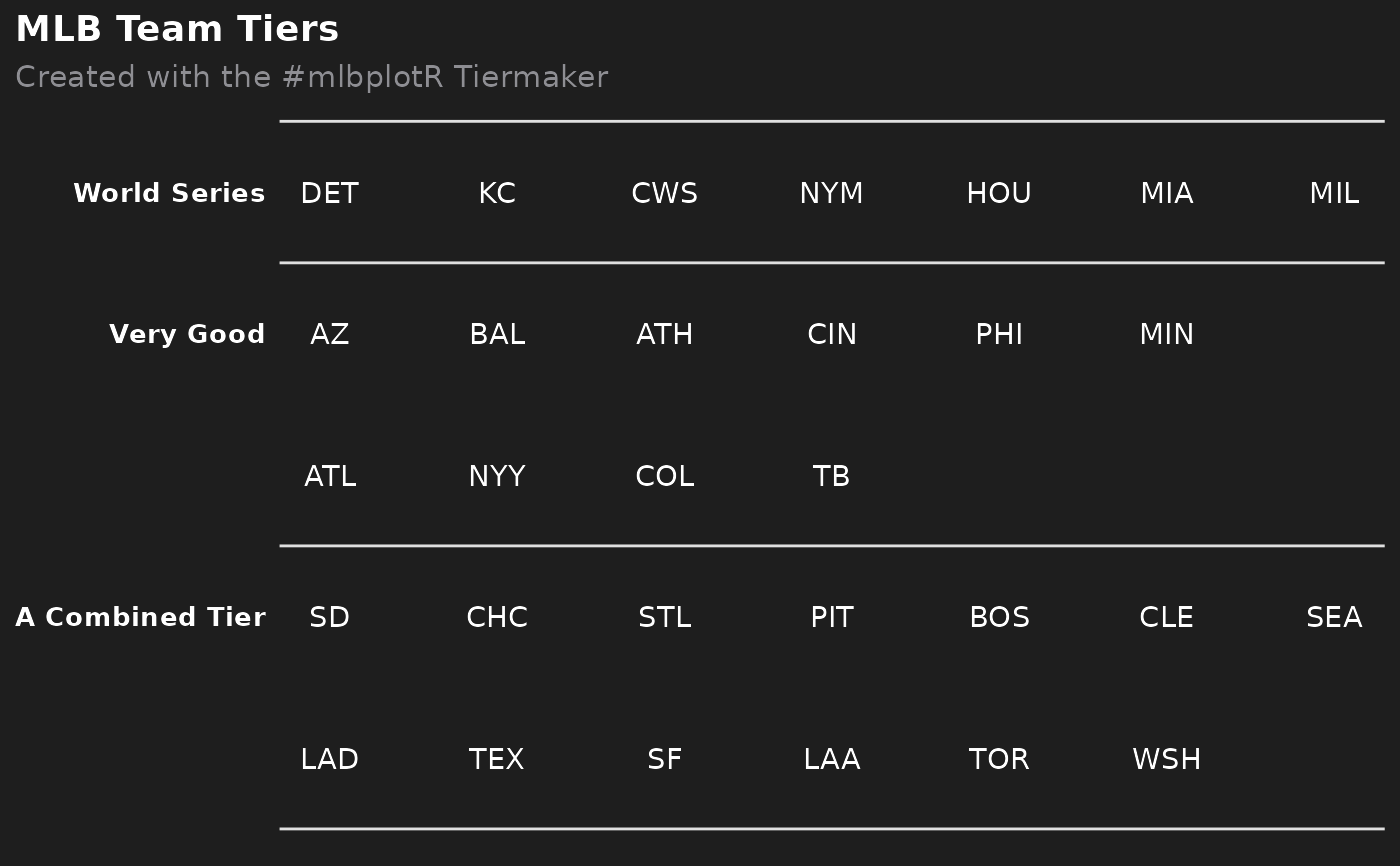 MLB Team Tiers
Created with the #mlbplotR Tiermaker
World Series DET KC CWS NYM HOU MIA MIL
Very Good AZ BAL ATH CIN PHI MIN
ATL NYY COL TB
A Combined Tier SD CHC STL PIT BOS CLE SEA
LAD TEX SF LAA TOR WSH